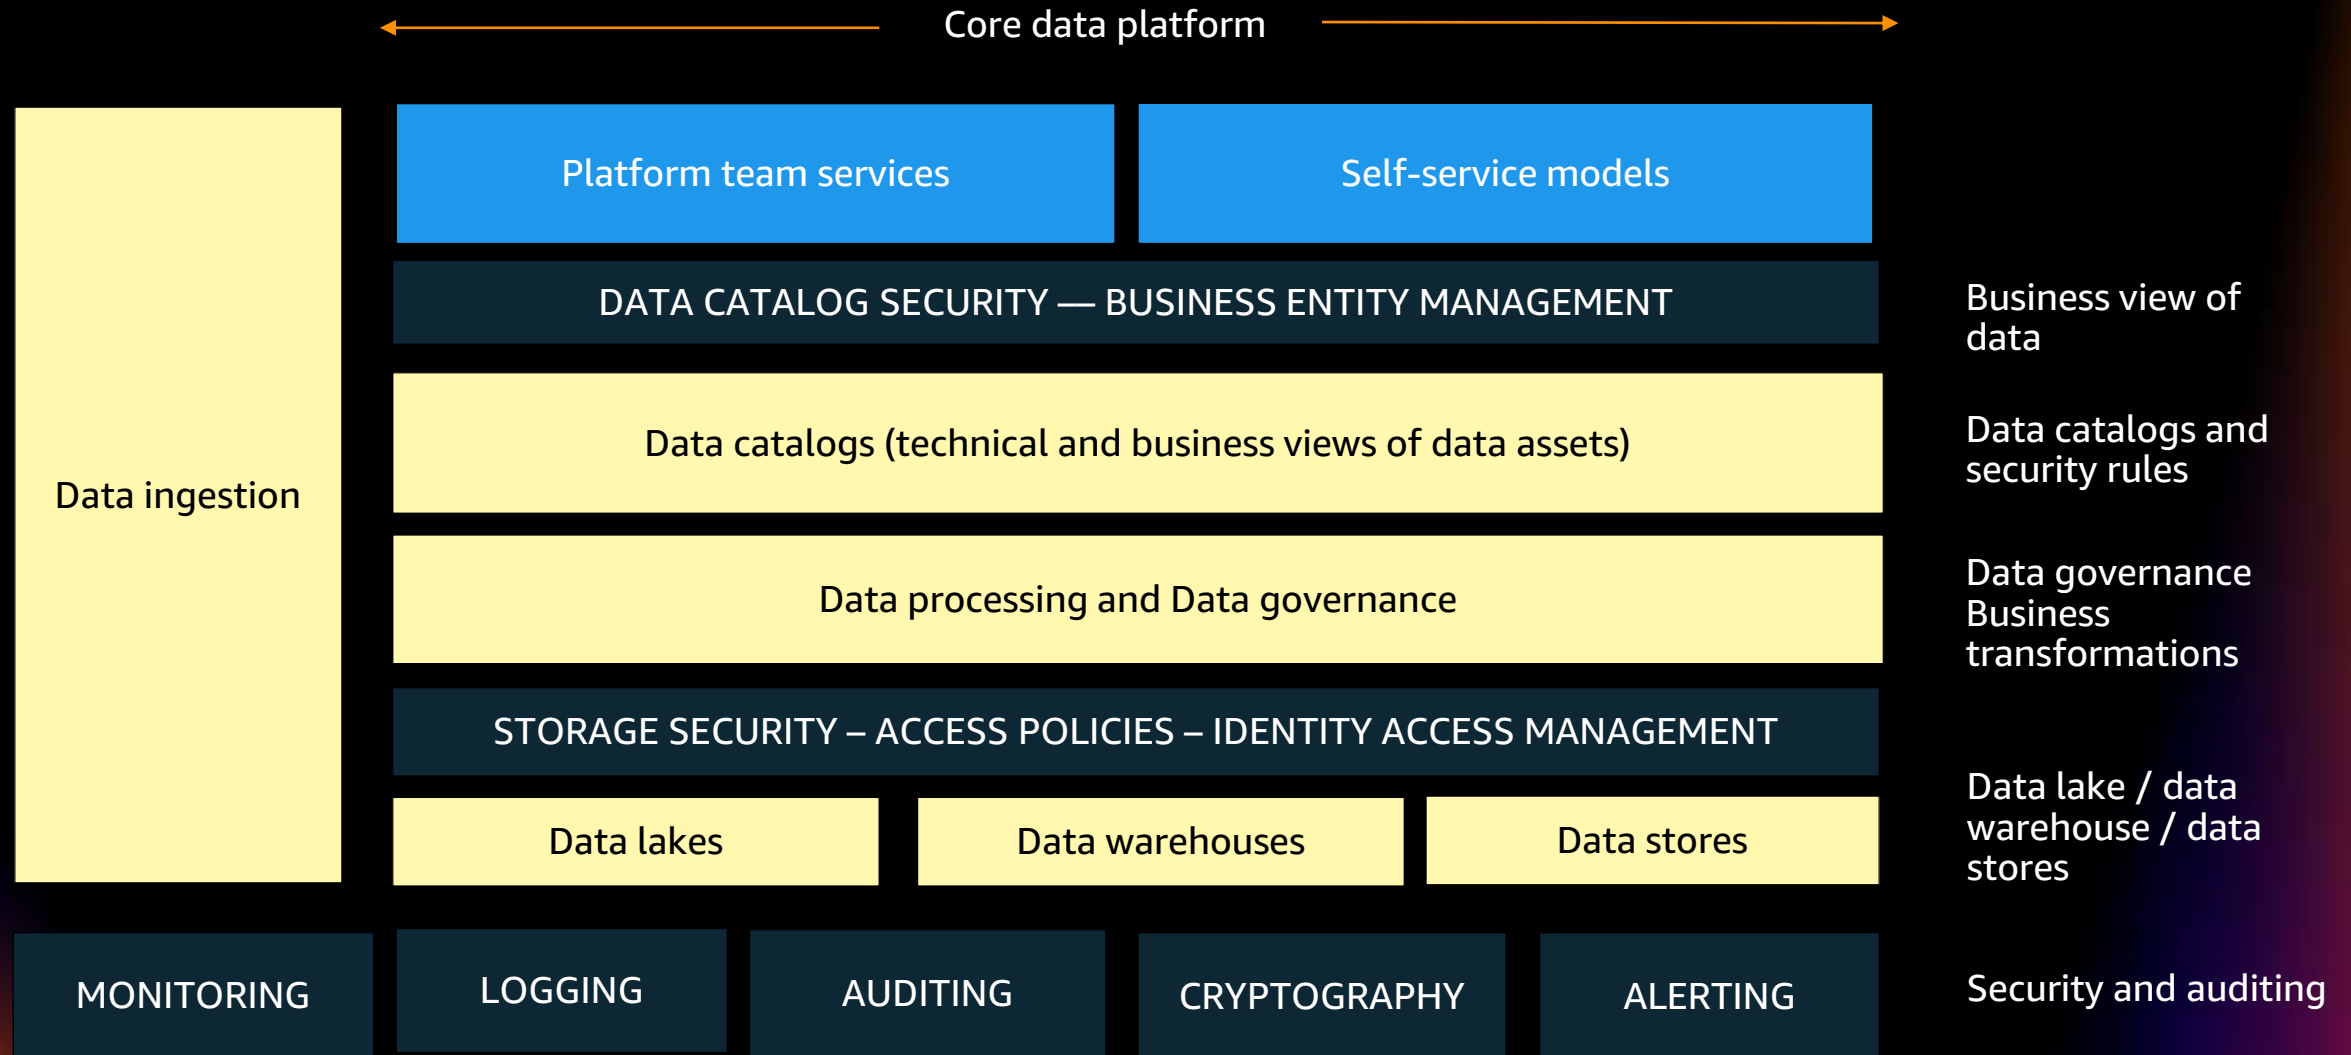 Core data platform
Platform team services
Self-service models
DATA CATALOG SECURITY — BUSINESS ENTITY MANAGEMENT
Business view of
data
Data catalogs (technical and business views of data assets)
Data catalogs and
security rules
Data ingestion
Data processing and Data governance
Data governance
Business
transformations
STORAGE SECURITY – ACCESS POLICIES – IDENTITY ACCESS MANAGEMENT
Data lakes
Data warehouses
Data stores
Data lake / data
warehouse / data
stores
MONITORING
LOGGING
AUDITING
CRYPTOGRAPHY
ALERTING
Security and auditing